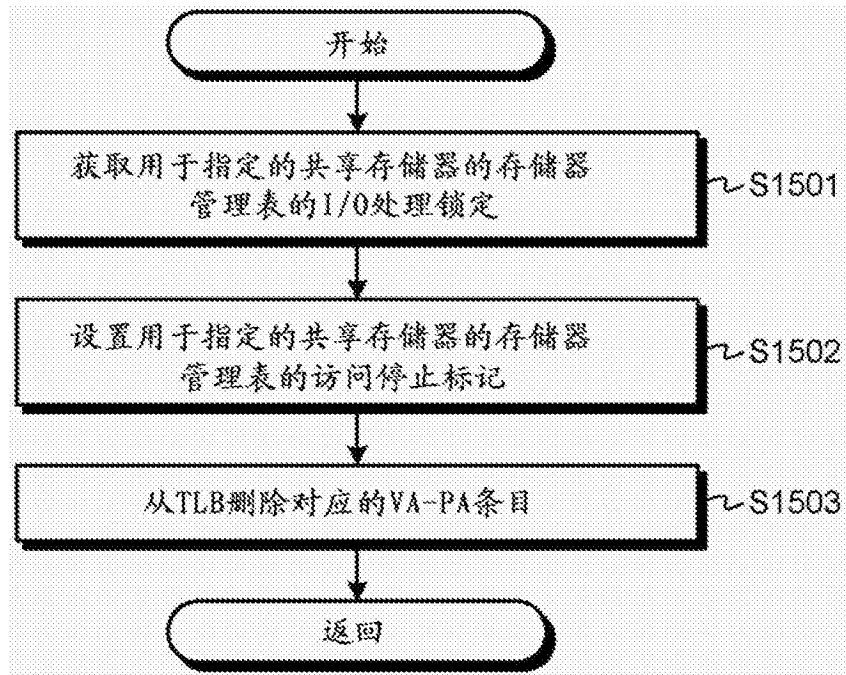 开始
获取用于指定的共享存储器的存储器
管理表的I/O处理锁定
S1501
设置用于指定的共享存储器的存储器
管理表的访问停止标记
S1502
从TLB删除对应的VA-PA条目
S1503
返回